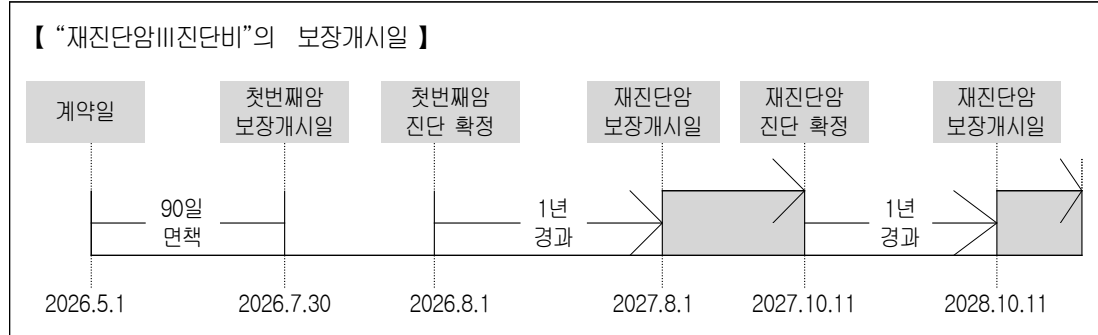 【 “재진단암Ⅲ진단비”의 보장개시일 】
계약일
첫번째암
보장개시일
첫번째암
진단 확정
재진단암
보장개시일
재진단암
진단 확정
재진단암
보장개시일
90일
면책
1년
경과
1년
경과
2026.5.1
2026.7.30
2026.8.1
2027.8.1
2027.10.11
2028.10.11